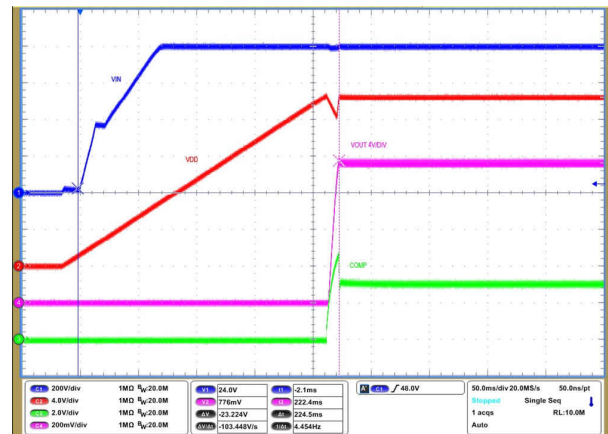 VIN
VDD
VOUT 4V/DIV
COMP
1
2
4
C1 200V/div 1MΩ BW:20.0M
C2 4.0V/div 1MΩ BW:20.0M
C3 2.0V/div 1MΩ BW:20.0M
C4 200mV/div 1MΩ BW:20.0M
V1 24.0V
V2 776mV
ΔV -23.224V
ΔV/Δt -103.448V/s
t1 -2.1ms
t2 222.4ms
Δt 224.5ms
1/Δt 4.454Hz
A' C1 48.0V
50.0ms/div 20.0MS/s 50.0ns/pt
Stopped Single Seq
1 acqs RL:10.0M
Auto